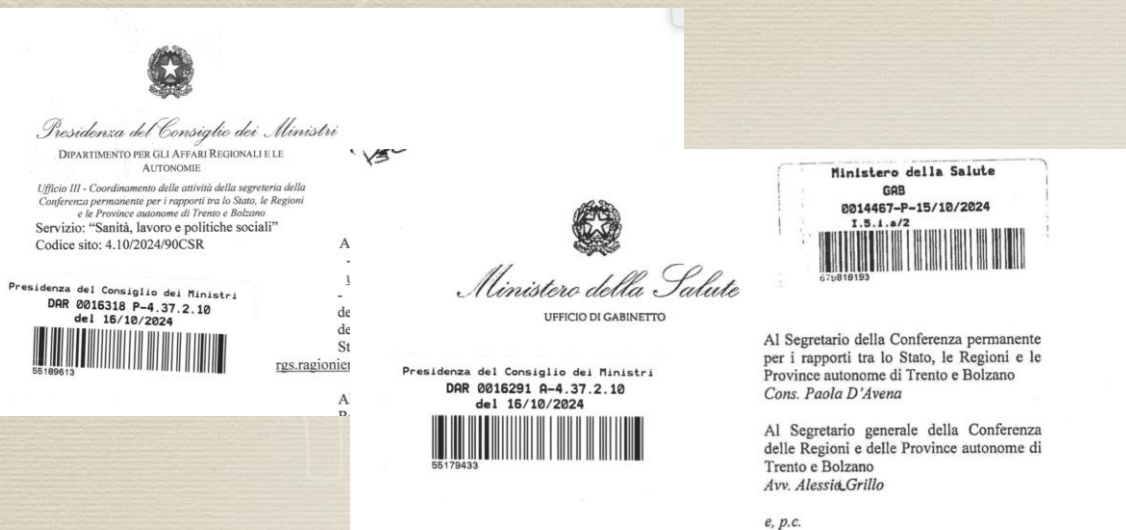 Presidenza del Consiglio dei Ministri
DIPARTIMENTO PER GLI AFFARI REGIONALI E LE
AUTONOMIE
Ufficio III - Coordinamento delle attività della segreteria della
Conferenza permanente per i rapporti tra lo Stato, le Regioni
e le Province autonome di Trento e Bolzano
Servizio: “Sanità, lavoro e politiche sociali”
Codice sito: 4.10/2024/90CSR
Presidenza del Consiglio dei Ministri
DAR 0016318 P-4.37.2.10
del 16/10/2024
55189613
A
-
de
de
St
rgs.ragionier
Ministero della Salute
UFFICIO DI GABINETTO
Presidenza del Consiglio dei Ministri
DAR 0016291 A-4.37.2.10
del 16/10/2024
55179433
Ministero della Salute
GAB
0014467-P-15/10/2024
I.5.i.a/2
Al Segretario della Conferenza permanente
per i rapporti tra lo Stato, le Regioni e le
Province autonome di Trento e Bolzano
Cons. Paola D’Avena
Al Segretario generale della Conferenza
delle Regioni e delle Province autonome di
Trento e Bolzano
Avv. Alessia Grillo
e, p.c.